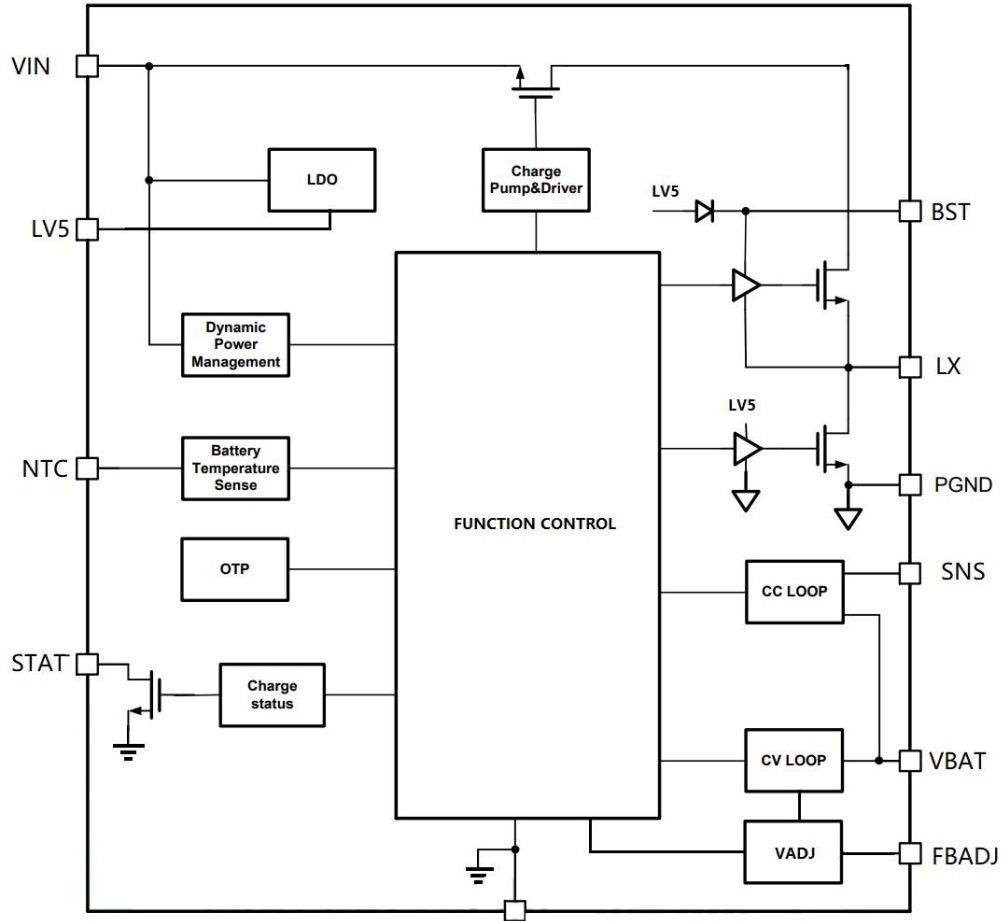 VIN
LDO
Charge
Pump&Driver
LV5
BST
LV5
Dynamic
Power
Management
LX
LV5
NTC
Battery
Temperature
Sense
PGND
FUNCTION CONTROL
OTP
CC LOOP
SNS
STAT
Charge
status
CV LOOP
VBAT
VADJ
FBADJ